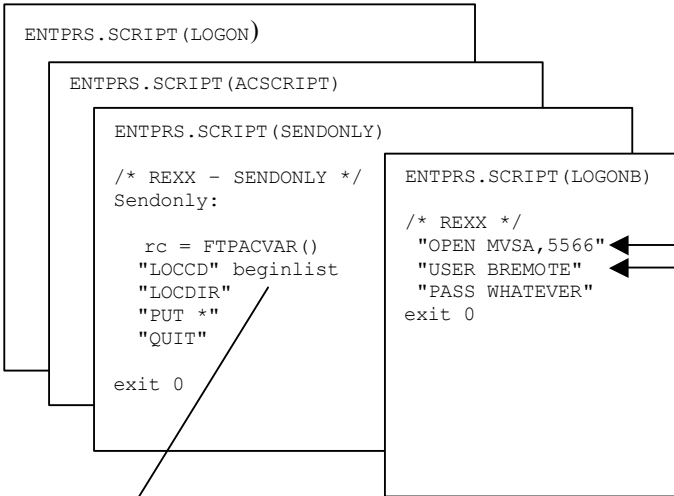 ENTPRS.SCRIPT(LOGON)
ENTPRS.SCRIPT(ACSCRIPT)
ENTPRS.SCRIPT(SENDONLY)
/* REXX – SENDONLY */
Sendonly:
rc = FTPACVAR()
"LOCCD" beginlist
"LOCDIR"
"PUT *"
"QUIT"
exit 0
ENTPRS.SCRIPT(LOGONB)
/* REXX */
"OPEN MVSA,5566"
"USER BREMOTE"
"PASS WHATEVER"
exit 0